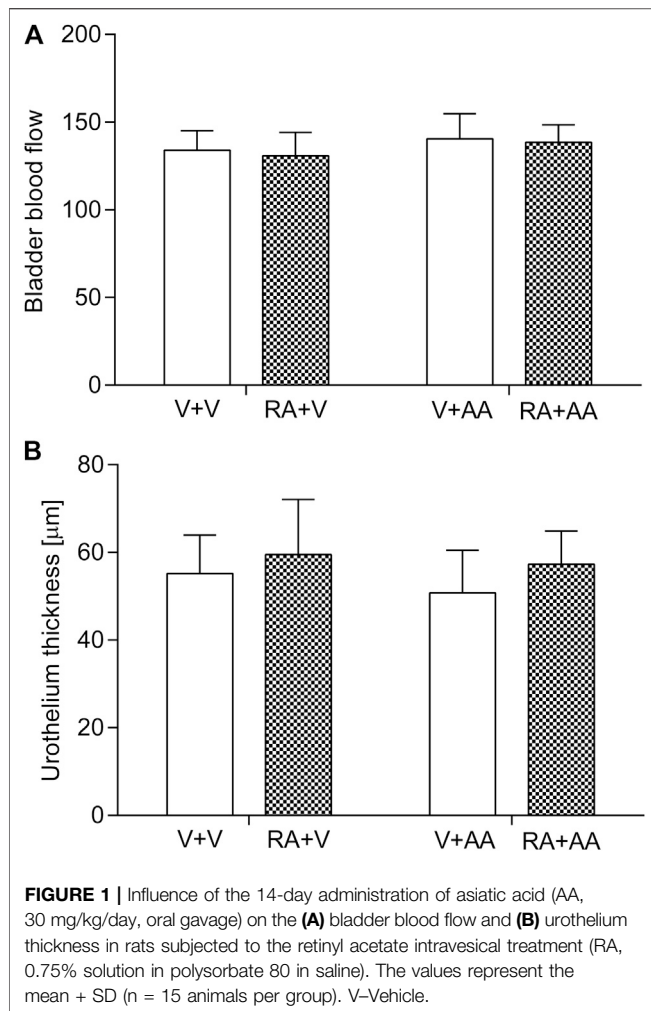 A
Bladder blood flow
200
150
100
50
0
V+V RA+V V+AA RA+AA
B
Urothelium thickness [μm]
80
60
40
20
0
V+V RA+V V+AA RA+AA
FIGURE 1 | Influence of the 14-day administration of asiatic acid (AA,
30 mg/kg/day, oral gavage) on the (A) bladder blood flow and (B) urothelium
thickness in rats subjected to the retinyl acetate intravesical treatment (RA,
0.75% solution in polysorbate 80 in saline). The values represent the
mean + SD (n = 15 animals per group). V–Vehicle.